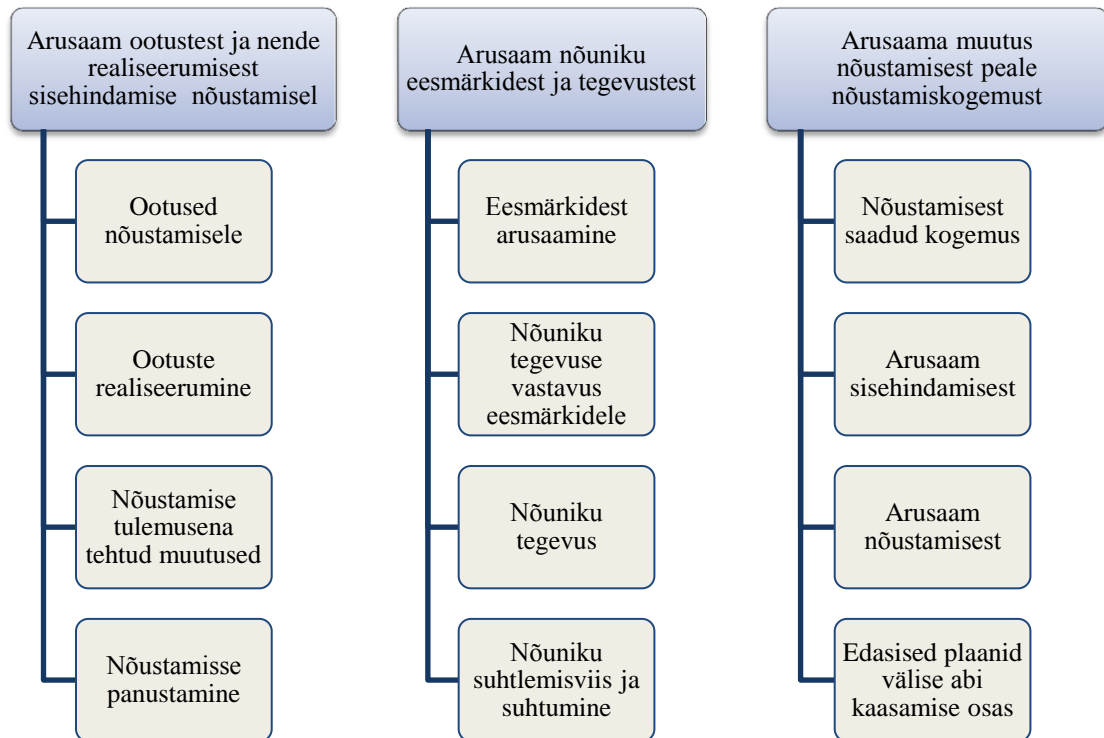 Arusaam ootustest ja nende
realiseerumisest
sisehindamise nõustamisel
Ootused
nõustamisele
Ootuste
realiseerumine
Nõustamise
tulemusena
tehtud muutused
Nõustamisse
panustamine
Arusaam nõuniku
eesmärkidest ja tegevustest
Eesmärkidest
arusaamine
Nõuniku
tegevuse
vastavus
eesmärkidele
Nõuniku
tegevus
Nõuniku
suhtlemisviis ja
suhtumine
Arusaama muutus
nõustamisest peale
nõustamiskogemust
Nõustamisest
saadud kogemus
Arusaam
sisehindamisest
Arusaam
nõustamisest
Edasised plaanid
välise abi
kaasamise osas